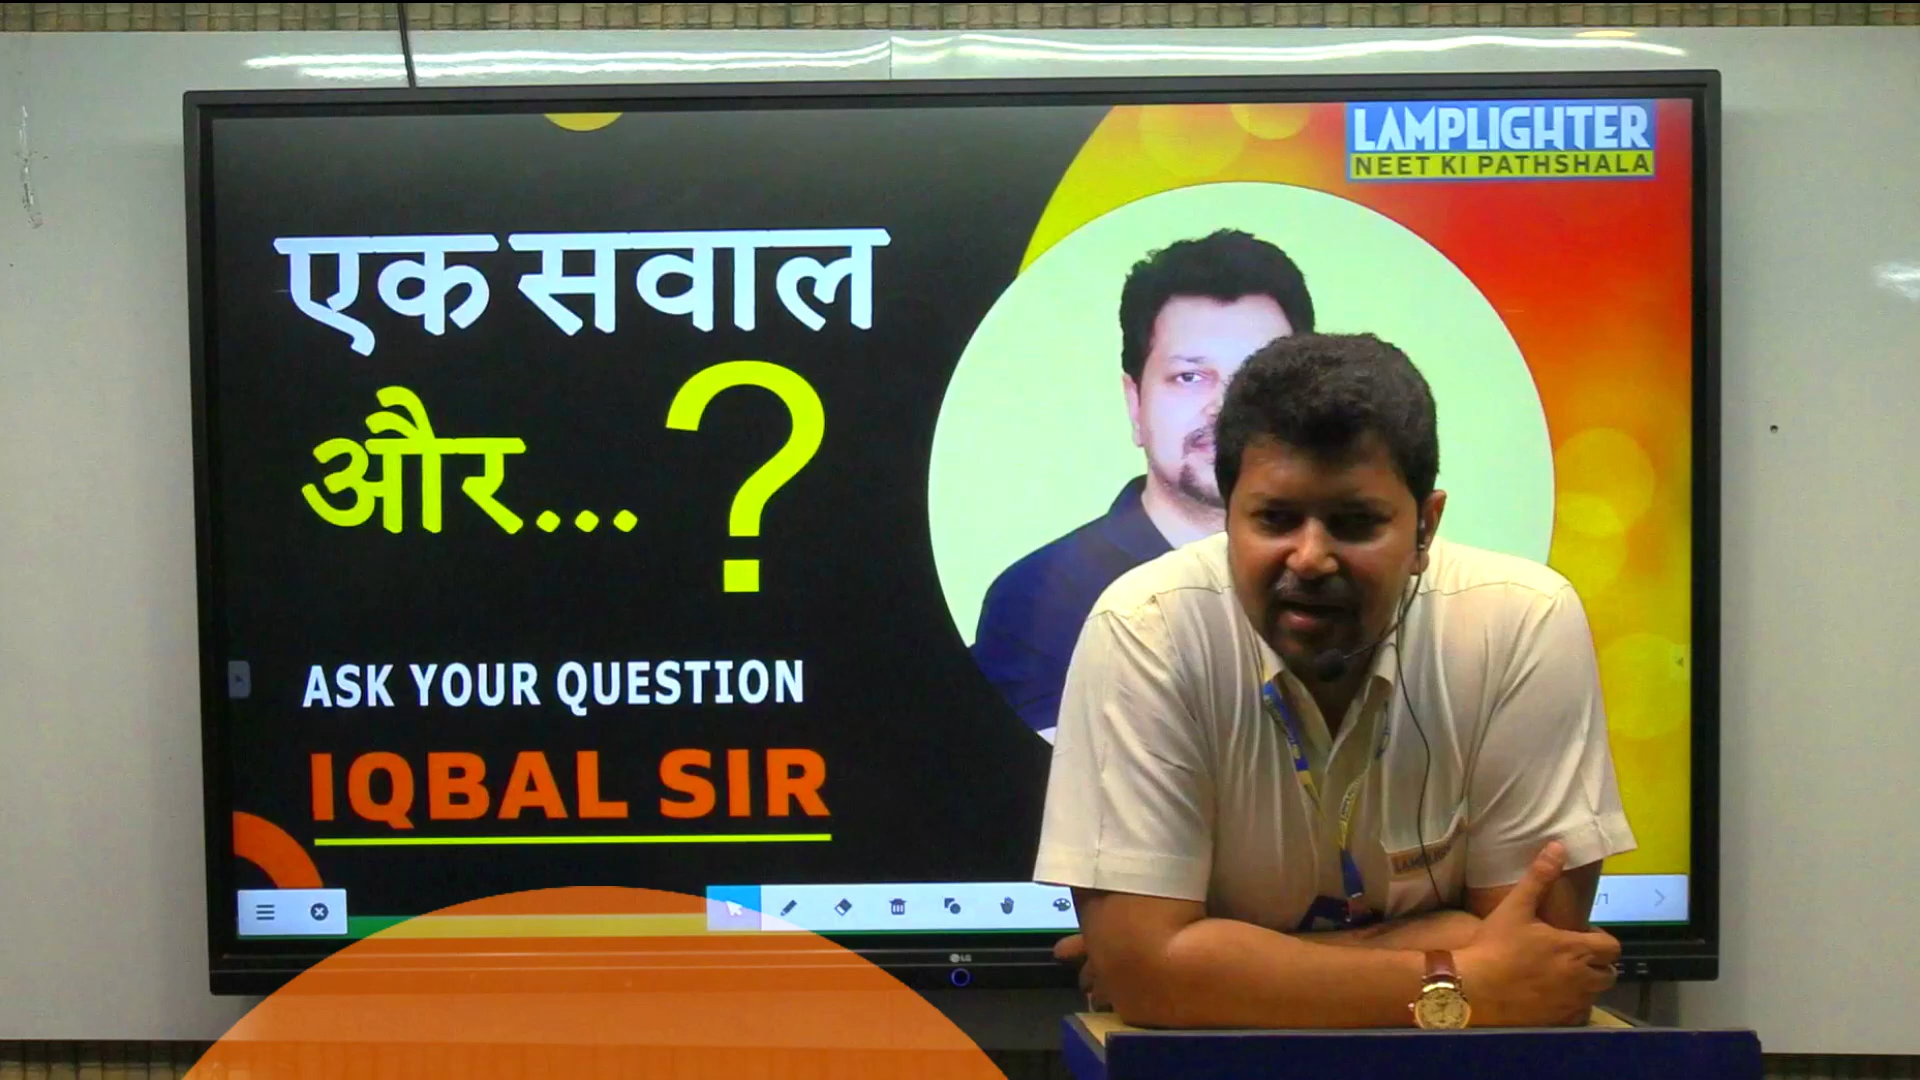 LAMPLIGHTER
NEET KI PATHSHALA
एक सवाल
और... ?
ASK YOUR QUESTION
IQBAL SIR
LG